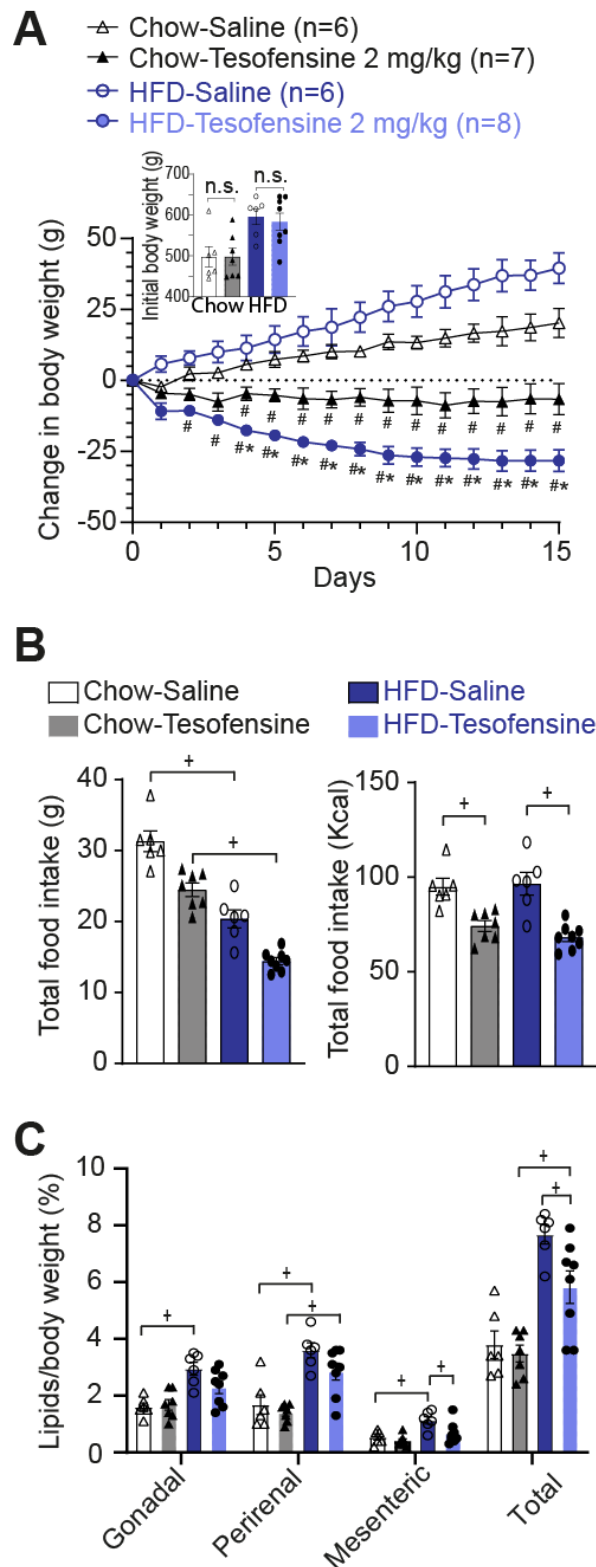 A
Chow-Saline (n=6)
Chow-Tesofensine 2 mg/kg (n=7)
HFD-Saline (n=6)
HFD-Tesofensine 2 mg/kg (n=8)
Initial body weight (g)
700
600
500
400
n.s.
n.s.
Chow HFD
Change in body weight (g)
50
25
0
-25
-50
# # # # # # # # # # # #
# # #* #* #* #* #* #* #* #* #* #* #* #*
0 5 10 15
Days
B
Chow-Saline
HFD-Saline
Chow-Tesofensine
HFD-Tesofensine
Total food intake (g)
40
30
20
10
0
+
+
Total food intake (Kcal)
150
100
50
0
+
+
C
Lipids/body weight (%)
10
8
6
4
2
0
+
+
+
+
+
+
+
Gonadal
Perirenal
Mesenteric
Total